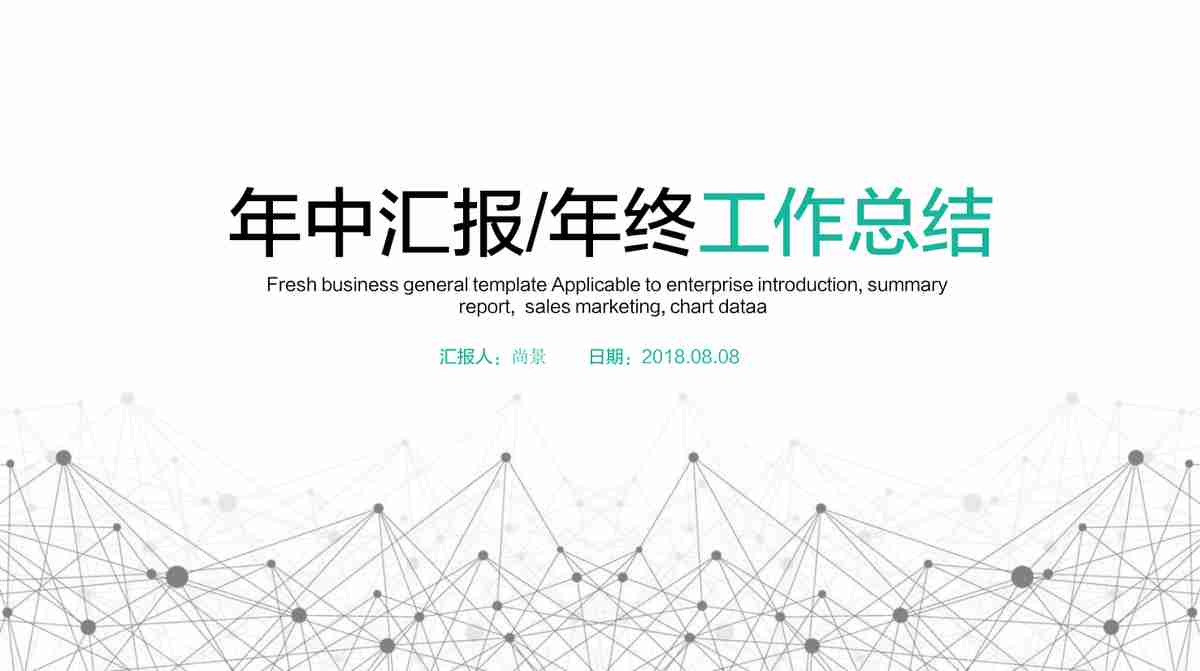 年中汇报/年终工作总结
Fresh business general template Applicable to enterprise introduction, summary
report, sales marketing, chart dataa
汇报人：尚景 日期：2018.08.08